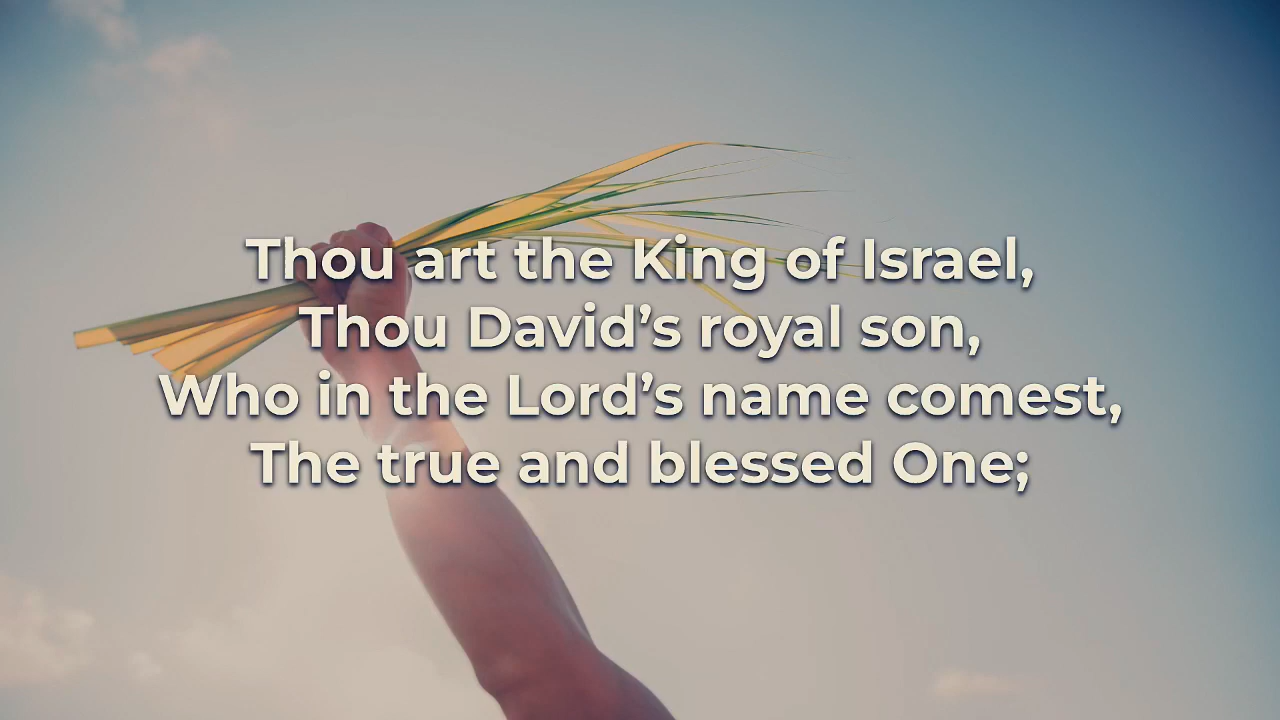 Thou art the King of Israel,
Thou David’s royal son,
Who in the Lord’s name comest,
The true and blessed One;